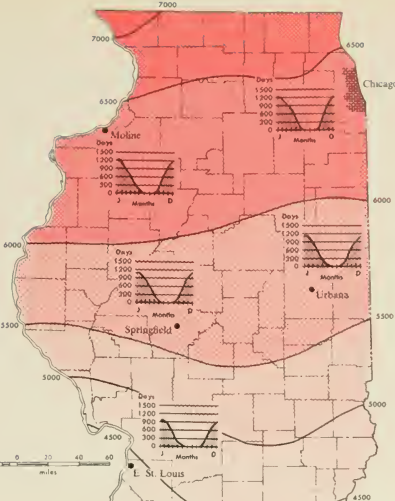 7000
7000
6500
6500
Chicago
Days
1500
1200
900
600
300
0
J O
Months
Moline
Days
1500
1200
900
600
300
0
J D
Months
6000
6000
Days
1500
1200
900
600
300
0
J D
Months
Urbana
Days
1500
1200
900
600
300
0
J D
Months
Springfield
5500
5500
5000
5000
Days
1500
1200
900
600
300
0
J D
Months
4500
4500
0 20 40 60
miles
E. St. Louis